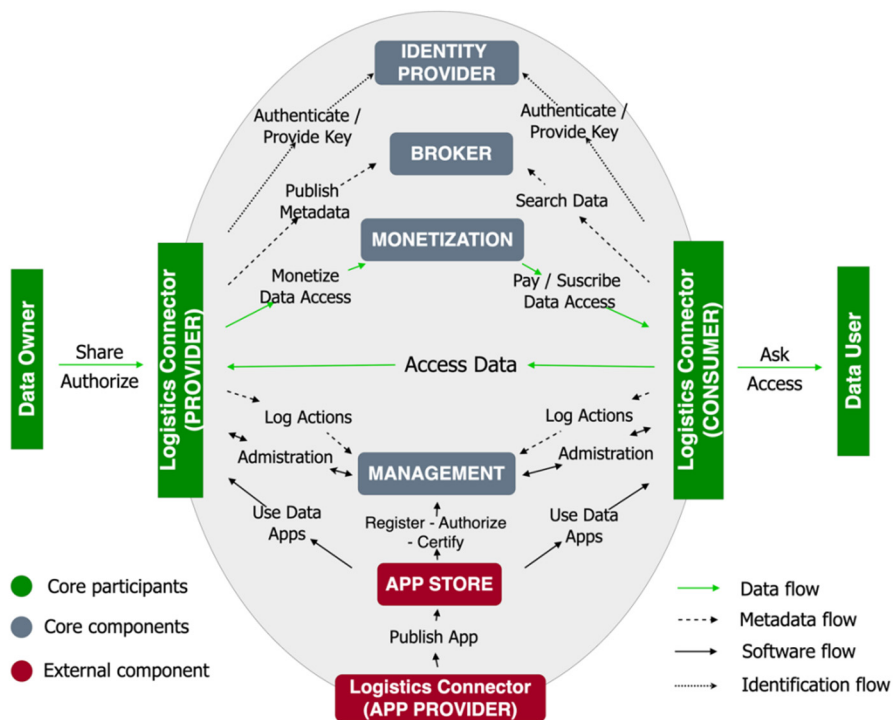 IDENTITY
PROVIDER
Authenticate /
Provide Key
Authenticate /
Provide Key
BROKER
Publish
Metadata
Search Data
MONETIZATION
Monetize
Data Access
Pay / Suscribe
Data Access
Data Owner
Share
Authorize
Logistics Connector
(PROVIDER)
Access Data
Logistics Connector
(CONSUMER)
Ask
Access
Data User
Log Actions
Log Actions
Admistration
MANAGEMENT
Admistration
Use Data
Apps
Register - Authorize
- Certify
Use Data
Apps
APP STORE
Publish App
Logistics Connector
(APP PROVIDER)
Core participants
Core components
External component
Data flow
Metadata flow
Software flow
Identification flow